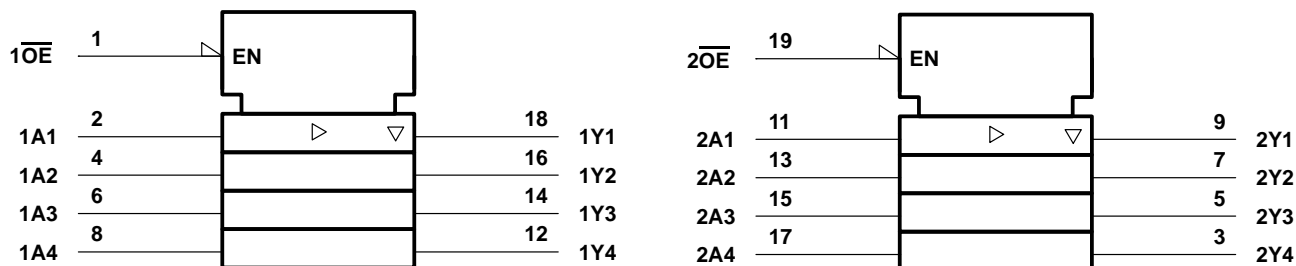 1OE 1 EN
1A1 2 18 1Y1
1A2 4 16 1Y2
1A3 6 14 1Y3
1A4 8 12 1Y4
2OE 19 EN
2A1 11 9 2Y1
2A2 13 7 2Y2
2A3 15 5 2Y3
2A4 17 3 2Y4